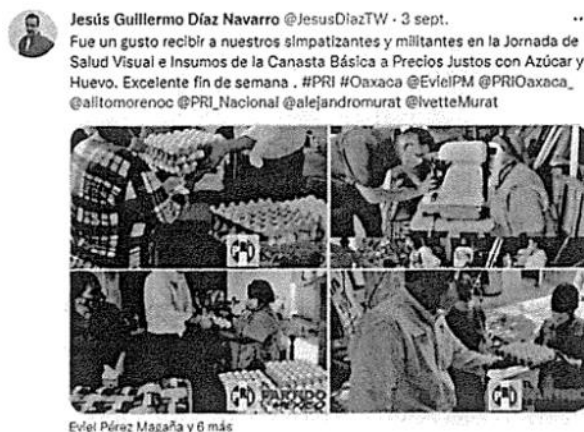 Jesús Guillermo Díaz Navarro @JesusDiazTW · 3 sept.
Fue un gusto recibir a nuestros simpatizantes y militantes en la Jornada de
Salud Visual e Insumos de la Canasta Básica a Precios Justos con Azúcar y
Huevo. Excelente fin de semana . #PRI #Oaxaca @EvielPM @PRIOaxaca_
@alitomorenoc @PRI_Nacional @alejandromurat @IvetteMurat
Eviel Pérez Magaña y 6 más